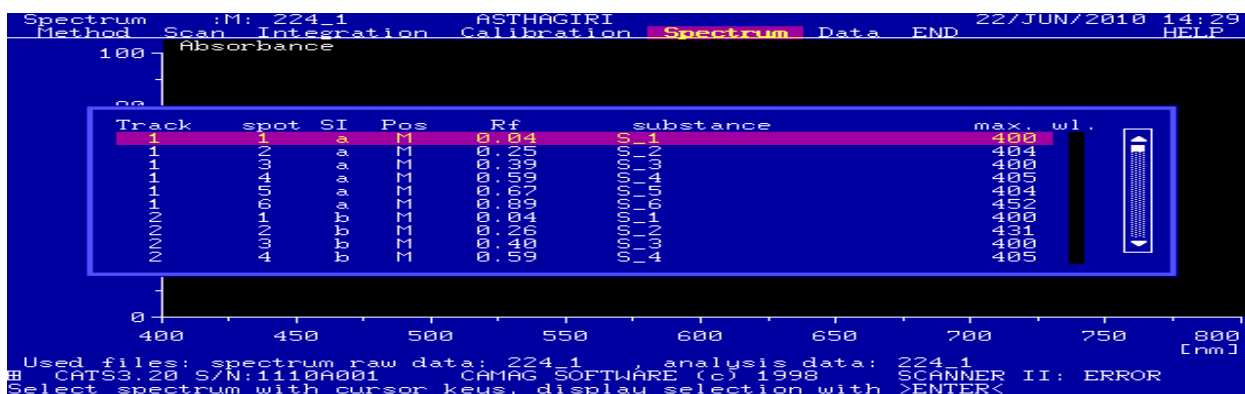 Spectrum :M: 224_1 ASTHAGIRI 22/JUN/2010 14:29
Method Scan Integration Calibration Spectrum Data END HELP
100 Absorbance
Track spot SI Pos Rf substance max. wl.
1 1 a M 0.04 S_1 400
1 2 a M 0.25 S_2 404
1 3 a M 0.39 S_3 400
1 4 a M 0.59 S_4 405
1 5 a M 0.67 S_5 404
1 6 a M 0.89 S_6 452
2 1 b M 0.04 S_1 400
2 2 b M 0.26 S_2 431
2 3 b M 0.40 S_3 400
2 4 b M 0.59 S_4 405
0
400 450 500 550 600 650 700 750 800
[nm]
Used files: spectrum raw data: 224_1 , analysis data: 224_1
CATS3.20 S/N:1110A001 CAMAG SOFTWARE (c) 1998 SCANNER II: ERROR
Select spectrum with cursor keys, display selection with >ENTER<